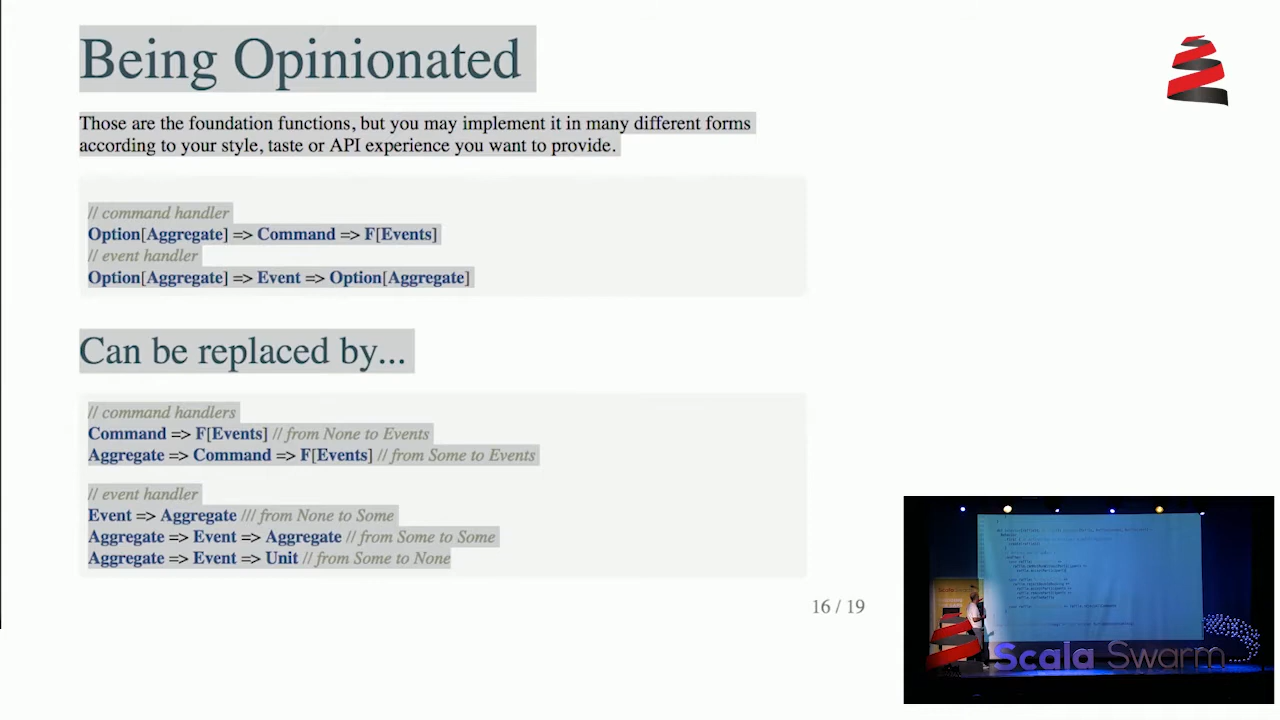 Being Opinionated
Those are the foundation functions, but you may implement it in many different forms
according to your style, taste or API experience you want to provide.
// command handler
Option[Aggregate] => Command => F[Events]
// event handler
Option[Aggregate] => Event => Option[Aggregate]
Can be replaced by...
// command handlers
Command => F[Events] // from None to Events
Aggregate => Command => F[Events] // from Some to Events
// event handler
Event => Aggregate /// from None to Some
Aggregate => Event => Aggregate // from Some to Some
Aggregate => Event => Unit // from Some to None
16 / 19
Scala Swarm